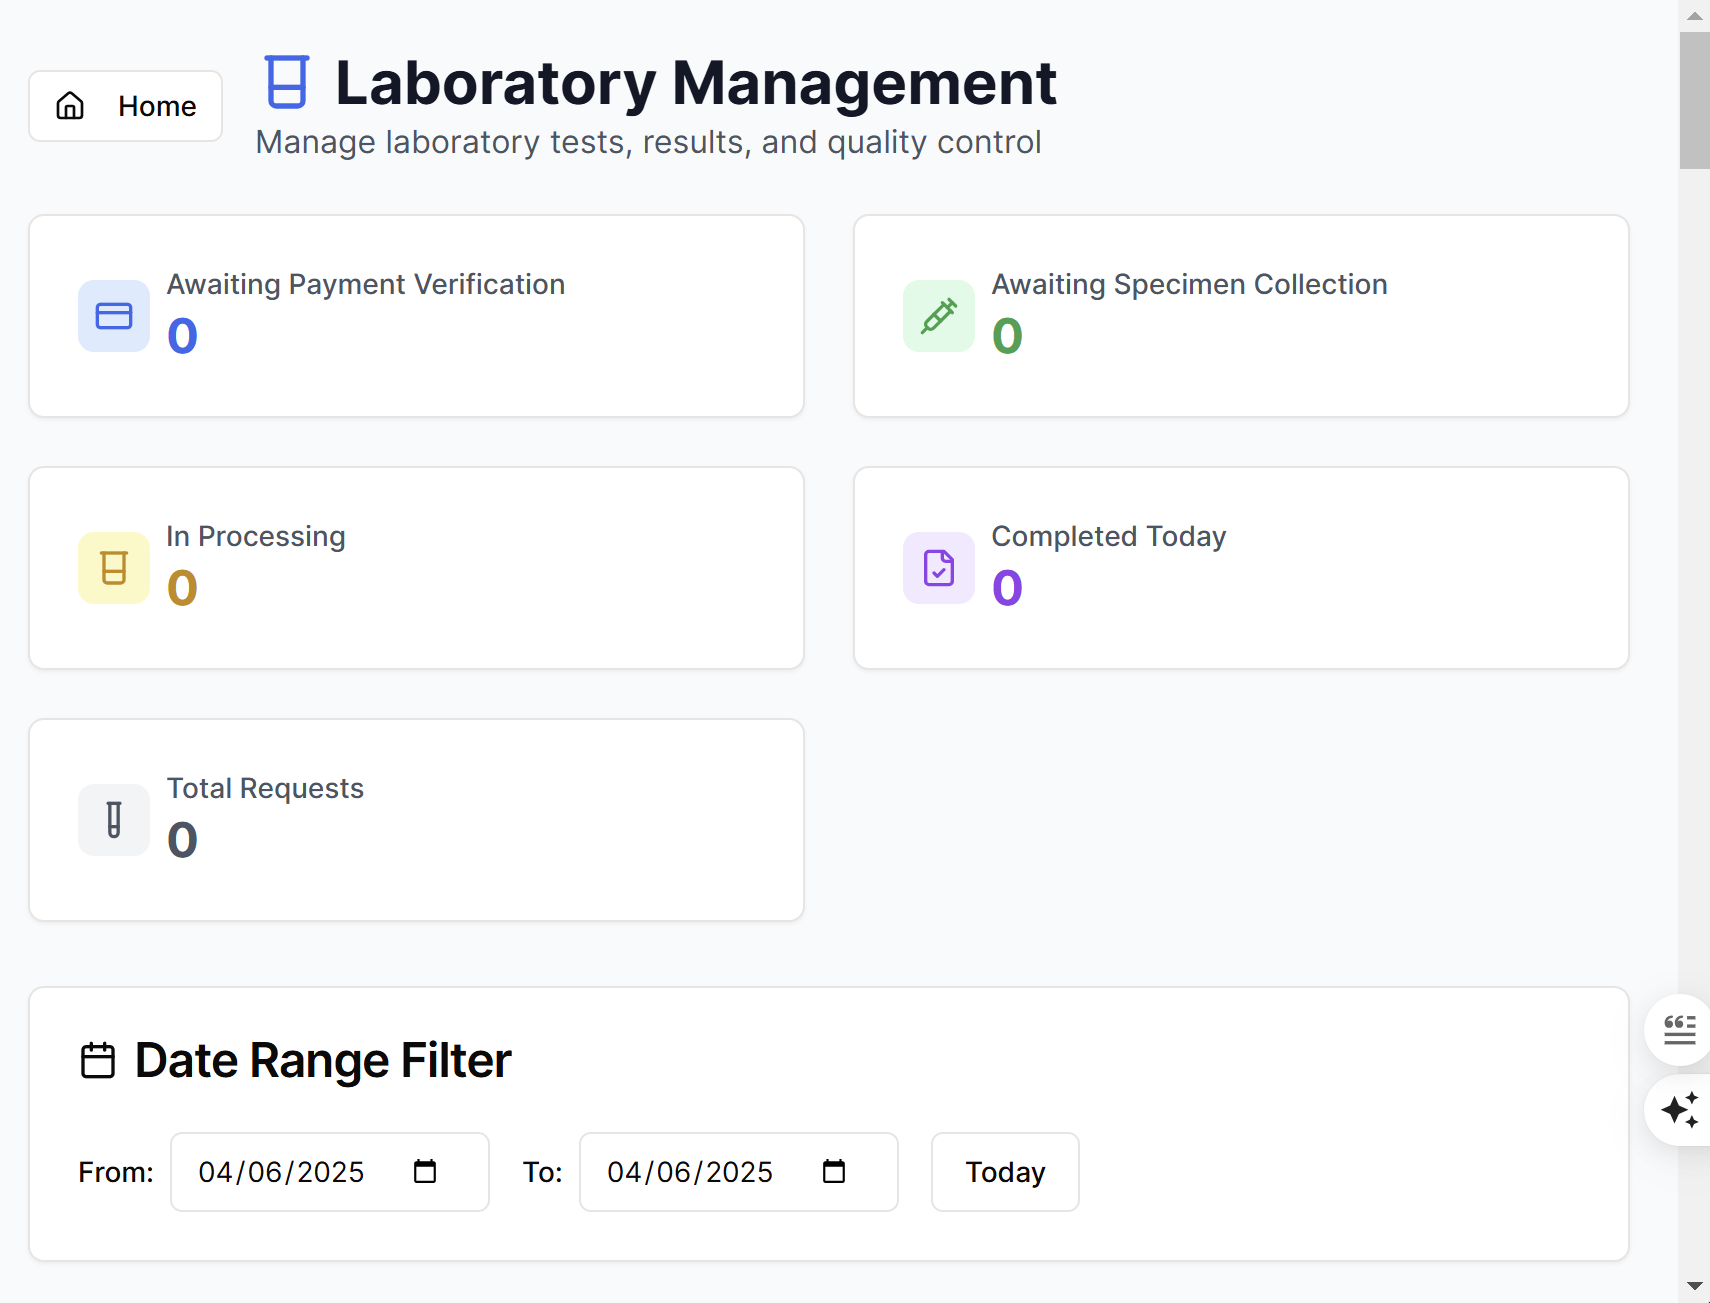 Home
Laboratory Management
Manage laboratory tests, results, and quality control
Awaiting Payment Verification
0
Awaiting Specimen Collection
0
In Processing
0
Completed Today
0
Total Requests
0
Date Range Filter
From: 04/06/2025 To: 04/06/2025 Today